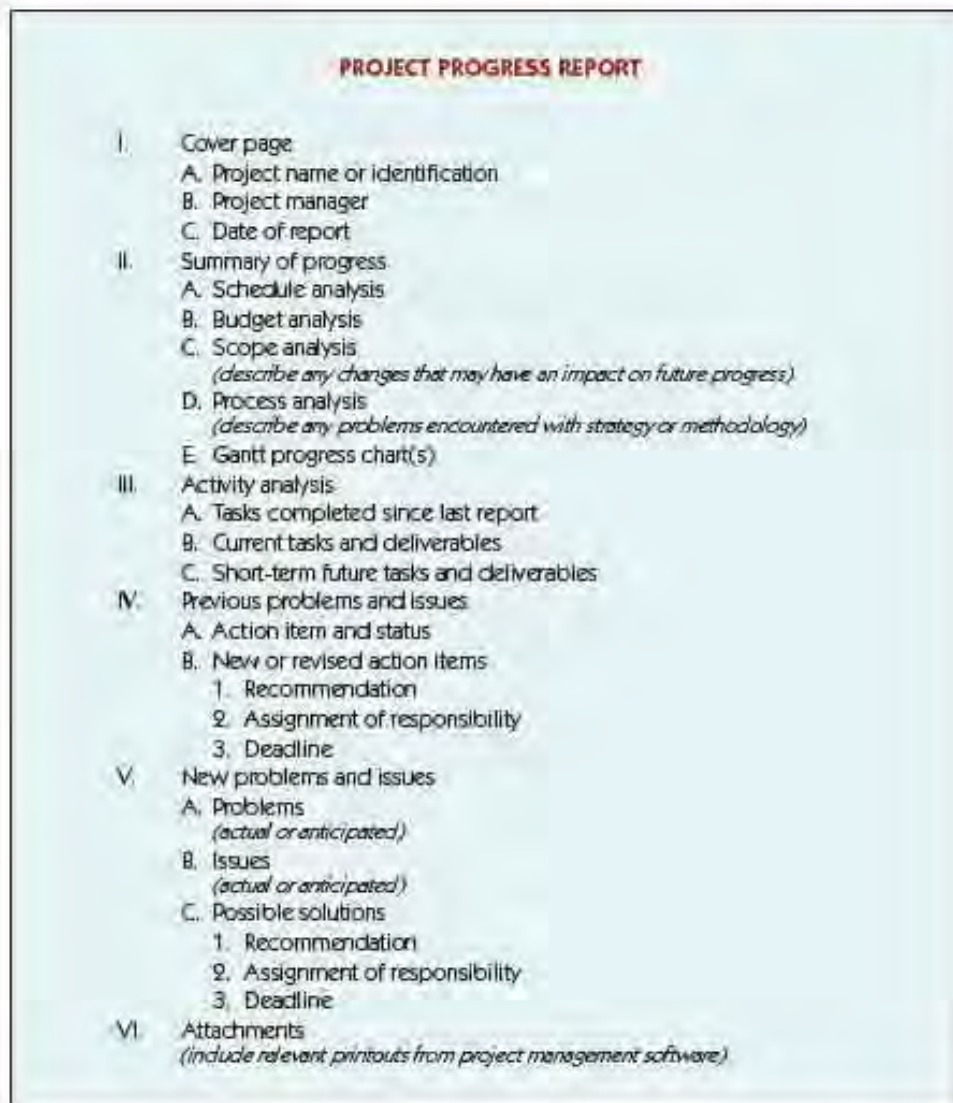 PROJECT PROGRESS REPORT
I. Cover page
A. Project name or identification
B. Project manager
C. Date of report
II. Summary of progress
A. Schedule analysis
B. Budget analysis
C. Scope analysis
(describe any changes that may have an impact on future progress)
D. Process analysis
(describe any problems encountered with strategy or methodology)
E. Gantt progress chart(s)
III. Activity analysis
A. Tasks completed since last report
B. Current tasks and deliverables
C. Short-term future tasks and deliverables
IV. Previous problems and issues
A. Action item and status
B. New or revised action items
1. Recommendation
2. Assignment of responsibility
3. Deadline
V. New problems and issues
A. Problems
(actual or anticipated)
B. Issues
(actual or anticipated)
C. Possible solutions
1. Recommendation
2. Assignment of responsibility
3. Deadline
VI. Attachments
(include relevant printouts from project management software)